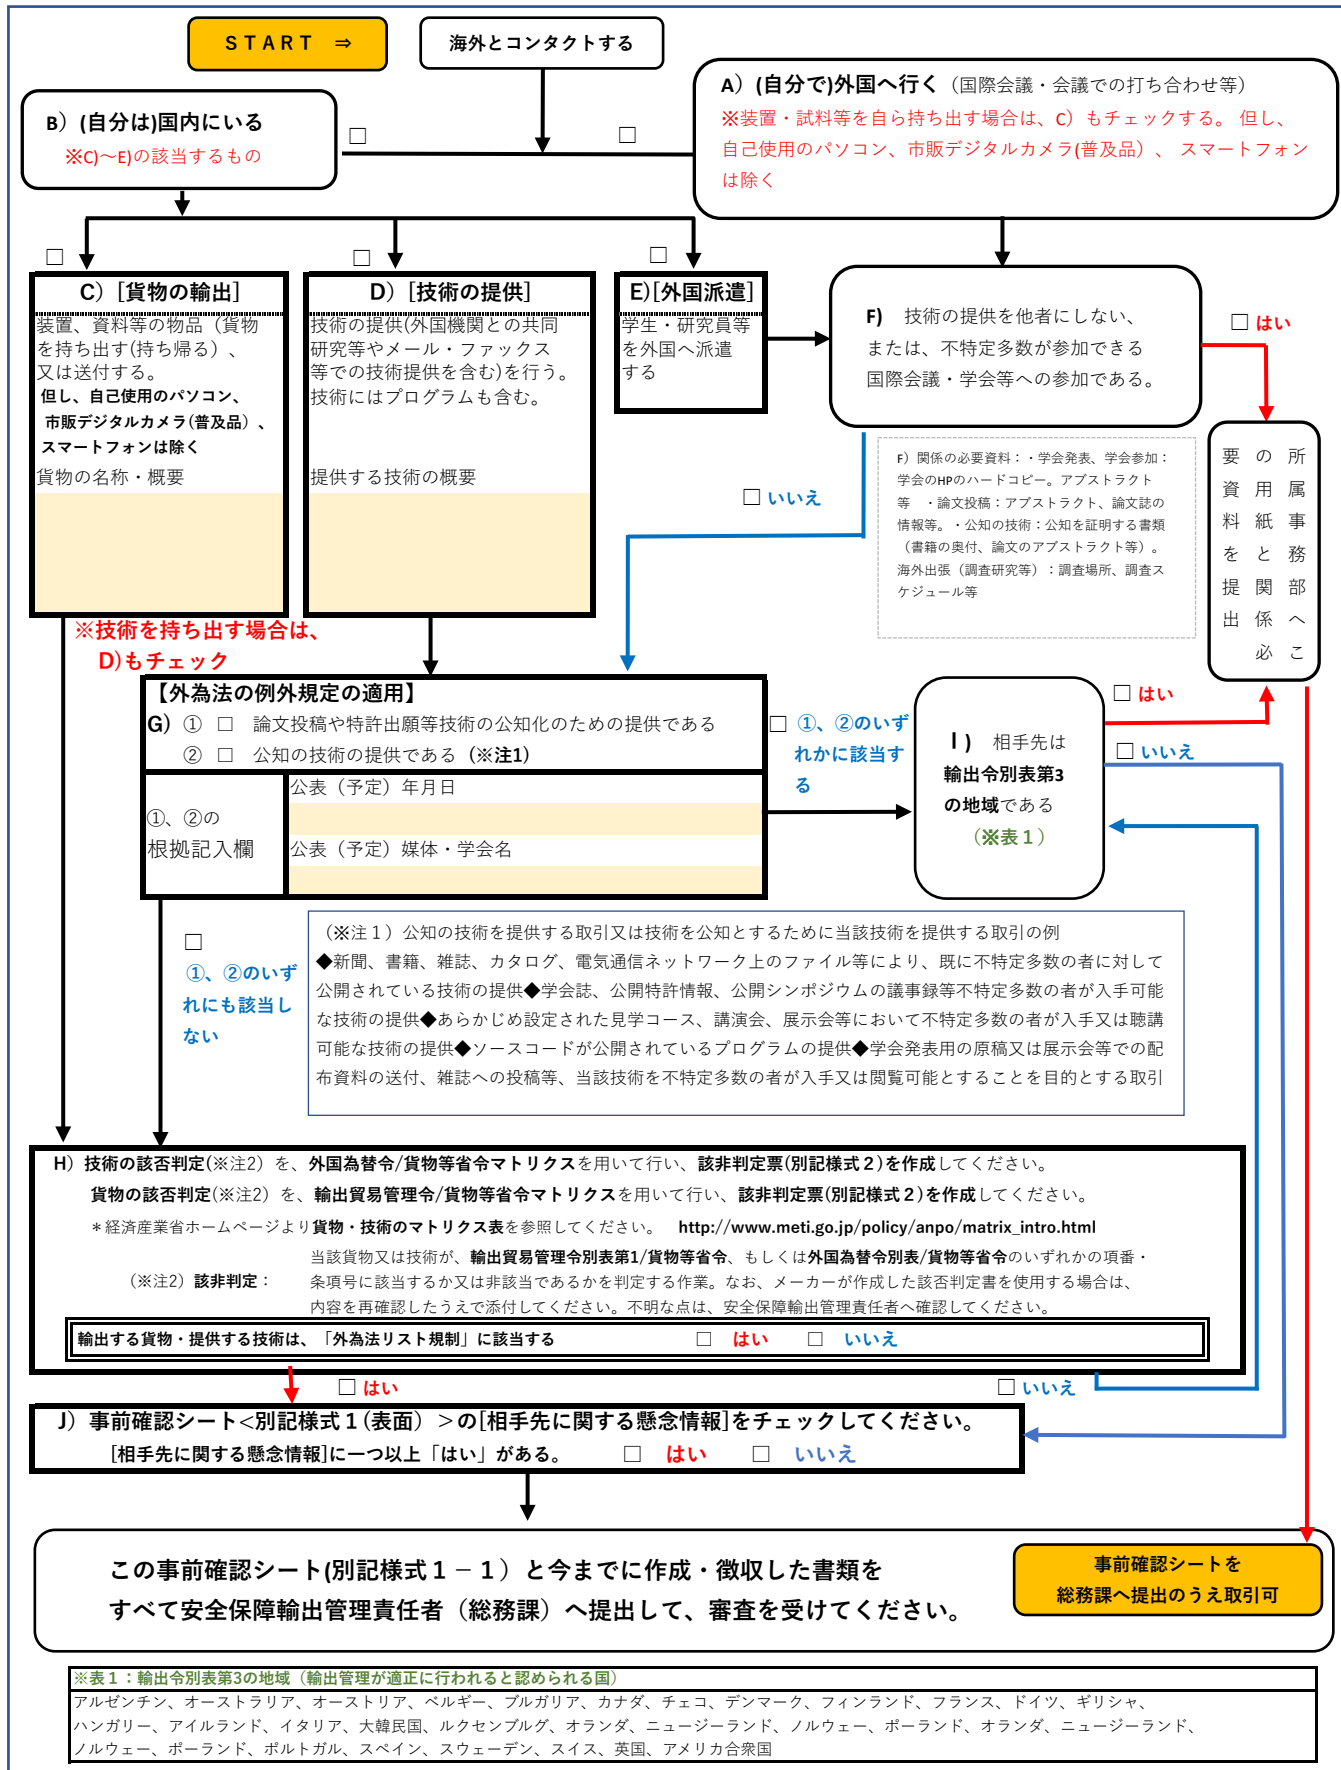 ＳＴＡＲＴ ⇒
海外とコンタクトする
A）(自分で)外国へ行く（国際会議・会議での打ち合わせ等）
※装置・試料等を自ら持ち出す場合は、C）もチェックする。 但し、
自己使用のパソコン、市販デジタルカメラ(普及品）、 スマートフォン
は除く
B）(自分は)国内にいる
※C)～E)の該当するもの
□
□
□
□
□
C）[貨物の輸出]
装置、資料等の物品（貨物
を持ち出す(持ち帰る）、
又は送付する。
但し、自己使用のパソコン、
市販デジタルカメラ(普及品）、
スマートフォンは除く
貨物の名称・概要
D）[技術の提供]
技術の提供(外国機関との共同
研究等やメール・ファックス
等での技術提供を含む)を行う。
技術にはプログラムも含む。
提供する技術の概要
E)[外国派遣]
学生・研究員等
を外国へ派遣
する
F) 技術の提供を他者にしない、
または、不特定多数が参加できる
国際会議・学会等への参加である。
□ はい
□ いいえ
F）関係の必要資料：・学会発表、学会参加：
学会のHPのハードコピー。アブストラクト
等 ・論文投稿：アブストラクト、論文誌の
情報等。・公知の技術：公知を証明する書類
（書籍の奥付、論文のアブストラクト等）。
海外出張（調査研究等）：調査場所、調査ス
ケジュール等
所属事務部へこ
の用紙と関係必
要資料を提出
※技術を持ち出す場合は、
D)もチェック
【外為法の例外規定の適用】
G）① □ 論文投稿や特許出願等技術の公知化のための提供である
② □ 公知の技術の提供である（※注1）
①、②の
根拠記入欄
公表（予定）年月日
公表（予定）媒体・学会名
□ ①、②のいず
れかに該当す
る
I ) 相手先は
輸出令別表第3
の地域である
（※表１）
□ はい
□ いいえ
□
①、②のいず
れにも該当し
ない
（※注１）公知の技術を提供する取引又は技術を公知とするために当該技術を提供する取引の例
◆新聞、書籍、雑誌、カタログ、電気通信ネットワーク上のファイル等により、既に不特定多数の者に対して
公開されている技術の提供◆学会誌、公開特許情報、公開シンポジウムの議事録等不特定多数の者が入手可能
な技術の提供◆あらかじめ設定された見学コース、講演会、展示会等において不特定多数の者が入手又は聴講
可能な技術の提供◆ソースコードが公開されているプログラムの提供◆学会発表用の原稿又は展示会等での配
布資料の送付、雑誌への投稿等、当該技術を不特定多数の者が入手又は閲覧可能とすることを目的とする取引
H）技術の該否判定(※注2）を、外国為替令/貨物等省令マトリクスを用いて行い、該非判定票(別記様式２)を作成してください。
貨物の該否判定(※注2）を、輸出貿易管理令/貨物等省令マトリクスを用いて行い、該非判定票(別記様式２)を作成してください。
＊経済産業省ホームページより貨物・技術のマトリクス表を参照してください。 http://www.meti.go.jp/policy/anpo/matrix_intro.html
（※注2）該非判定： 当該貨物又は技術が、輸出貿易管理令別表第1/貨物等省令、もしくは外国為替令別表/貨物等省令のいずれかの項番・
条項号に該当するか又は非該当であるかを判定する作業。なお、メーカーが作成した該否判定書を使用する場合は、
内容を再確認したうえで添付してください。不明な点は、安全保障輸出管理責任者へ確認してください。
輸出する貨物・提供する技術は、「外為法リスト規制」に該当する □ はい □ いいえ
□ はい
□ いいえ
J）事前確認シート<別記様式１(表面）＞の[相手先に関する懸念情報]をチェックしてください。
[相手先に関する懸念情報]に一つ以上「はい」がある。 □ はい □ いいえ
この事前確認シート(別記様式１－１）と今までに作成・徴収した書類を
すべて安全保障輸出管理責任者（総務課）へ提出して、審査を受けてください。
事前確認シートを
総務課へ提出のうえ取引可
※表１：輸出令別表第3の地域（輸出管理が適正に行われると認められる国）
アルゼンチン、オーストラリア、オーストリア、ベルギー、ブルガリア、カナダ、チェコ、デンマーク、フィンランド、フランス、ドイツ、ギリシャ、
ハンガリー、アイルランド、イタリア、大韓民国、ルクセンブルグ、オランダ、ニュージーランド、ノルウェー、ポーランド、オランダ、ニュージーランド、
ノルウェー、ポーランド、ポルトガル、スペイン、スウェーデン、スイス、英国、アメリカ合衆国